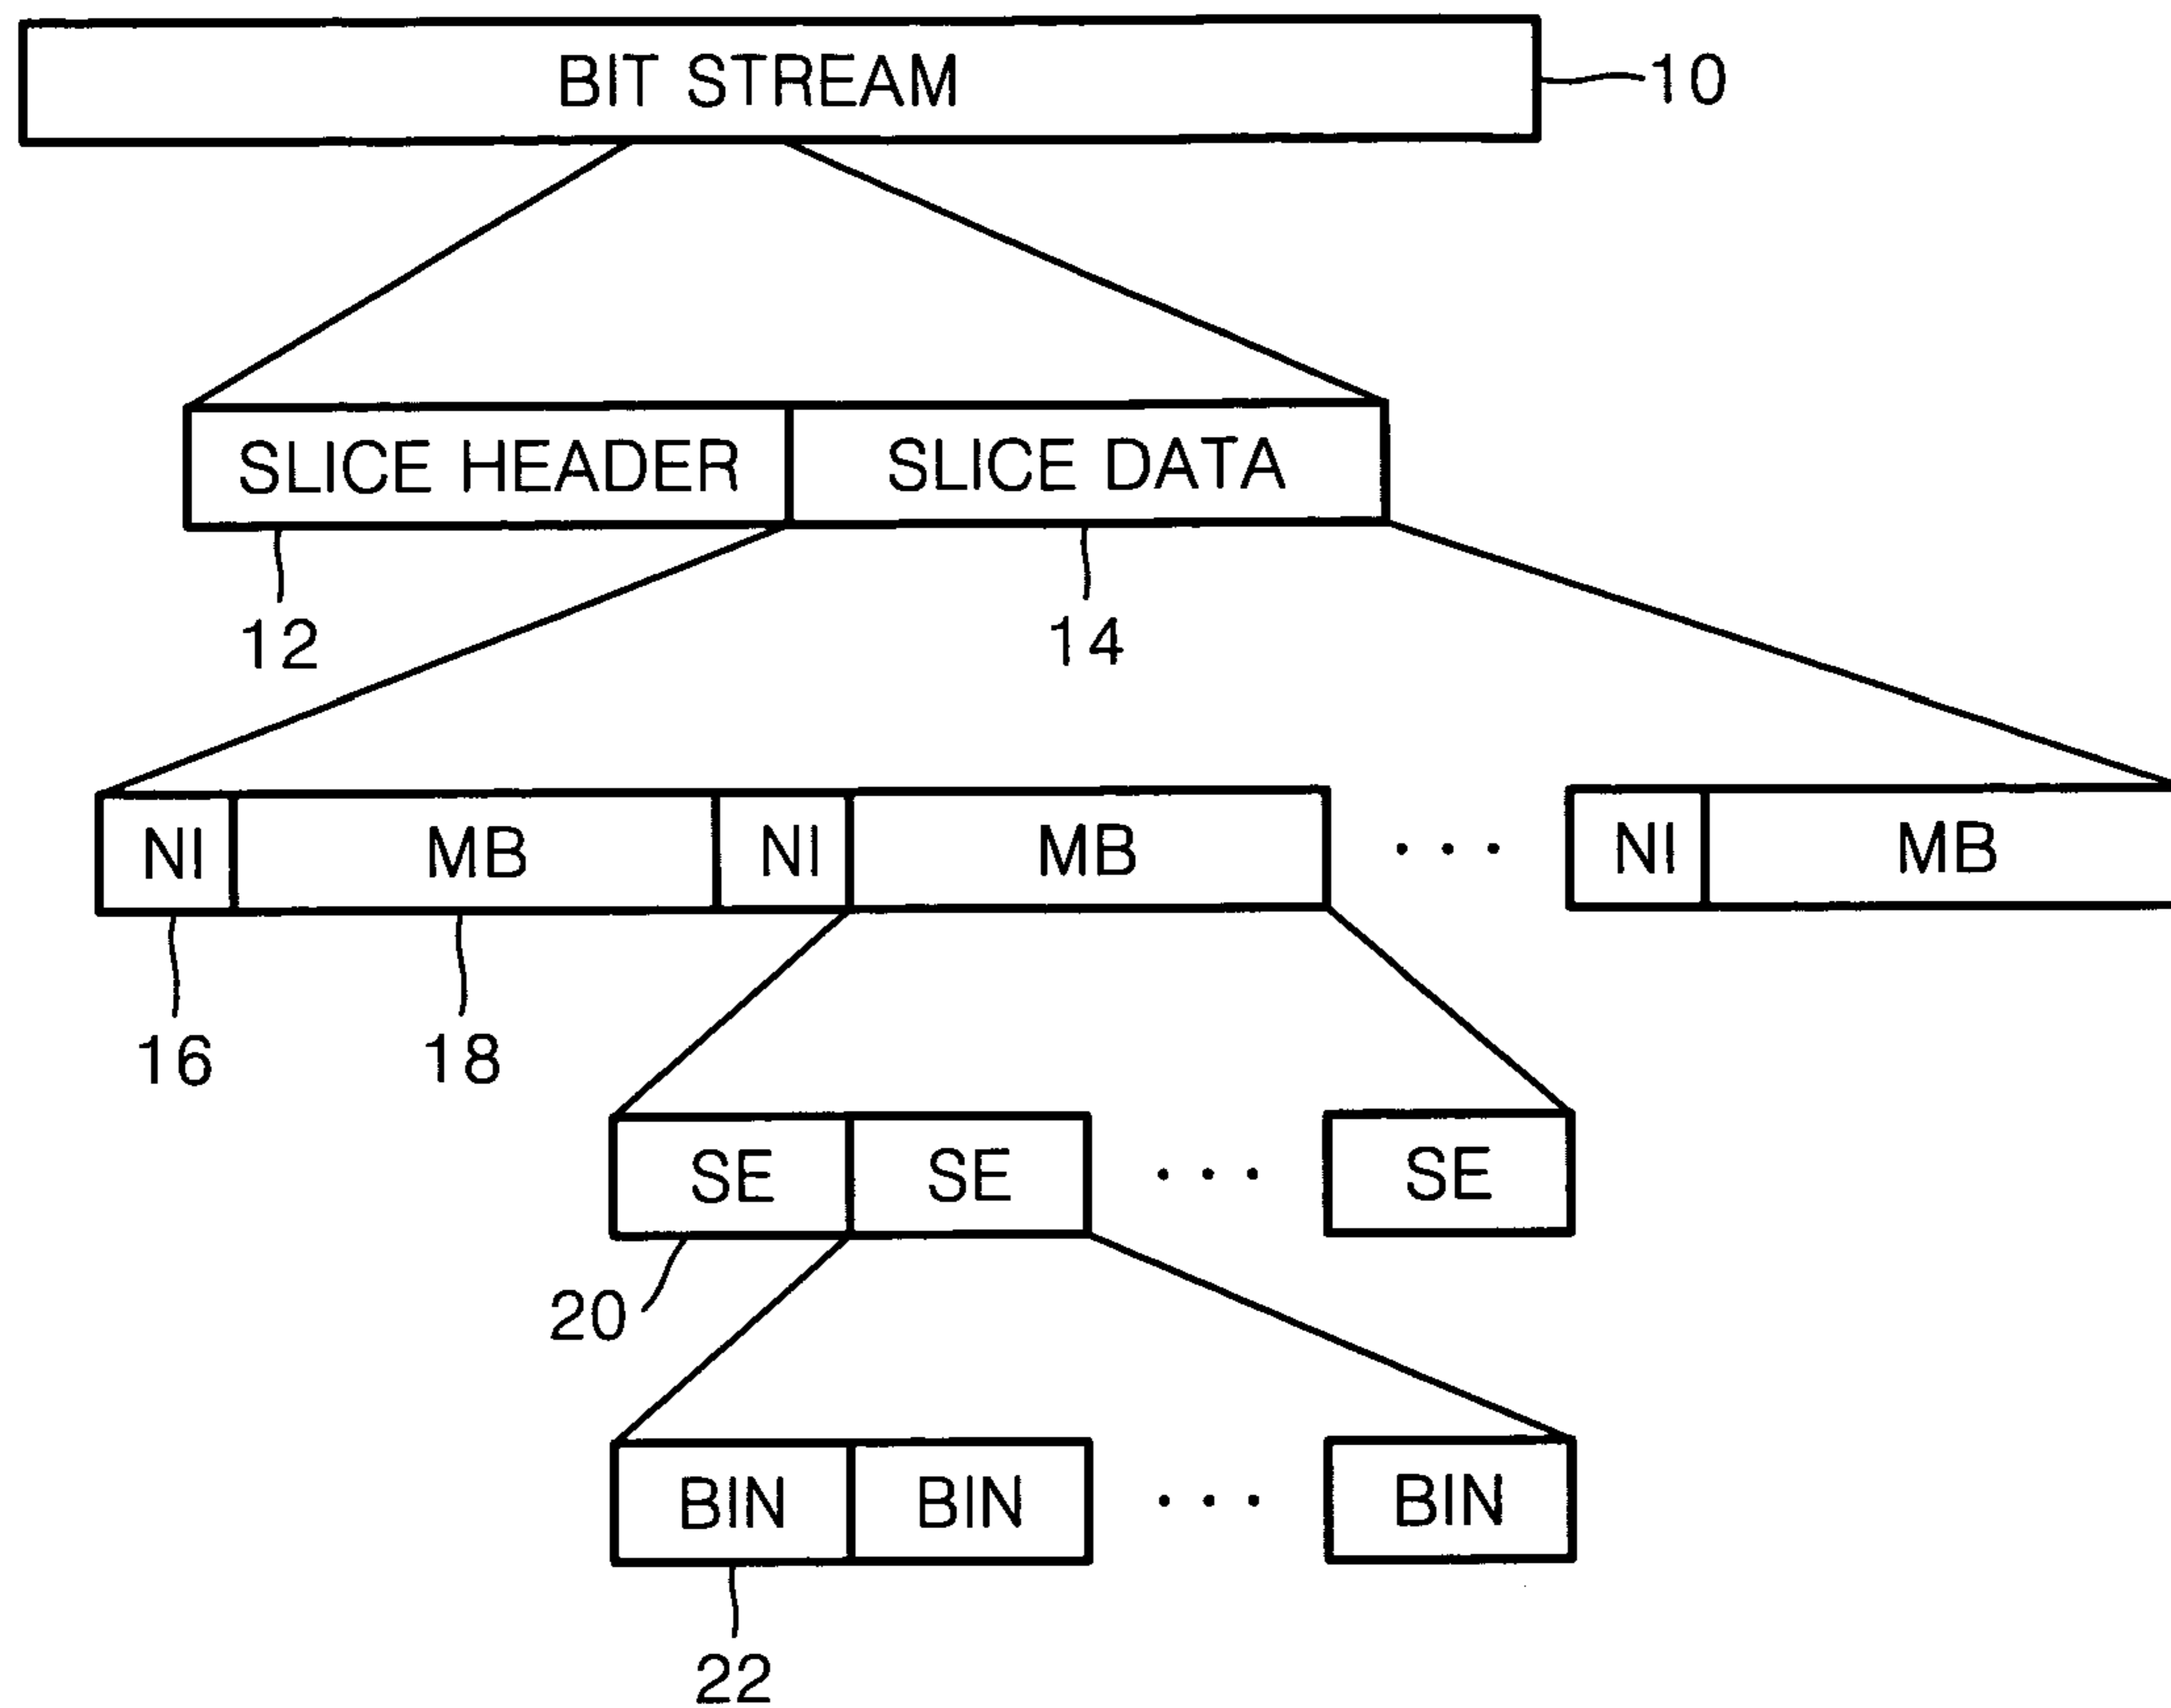 BIT STREAM 10
SLICE HEADER SLICE DATA
12 14
NI MB NI MB ... NI MB
16 18
SE SE ... SE
20
BIN BIN ... BIN
22